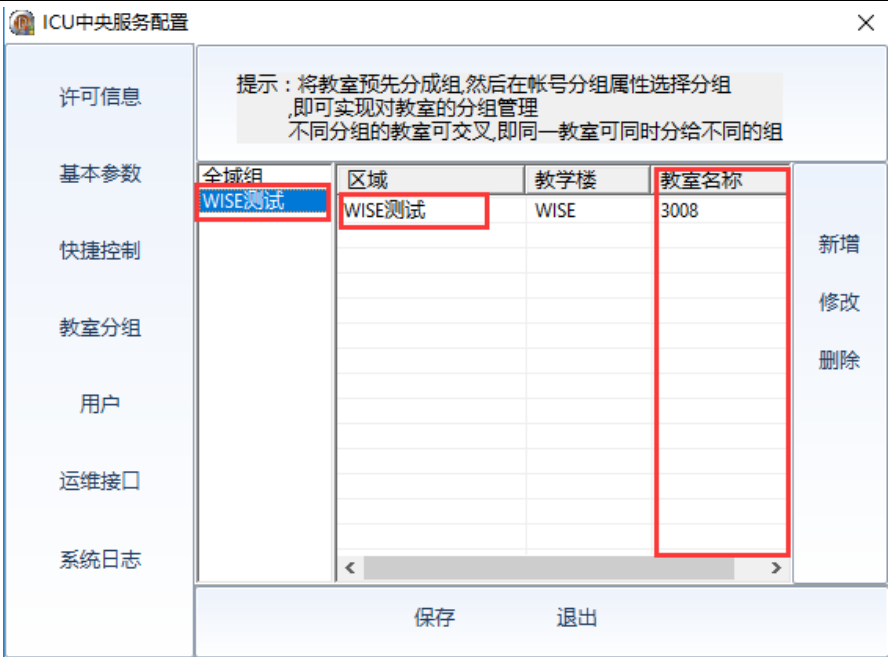 ICU中央服务配置
许可信息
基本参数
快捷控制
教室分组
用户
运维接口
系统日志
提示：将教室预先分成组,然后在帐号分组属性选择分组
,即可实现对教室的分组管理
不同分组的教室可交叉,即同一教室可同时分给不同的组
全域组
WISE测试
区域 教学楼 教室名称
WISE测试 WISE 3008
新增
修改
删除
保存 退出